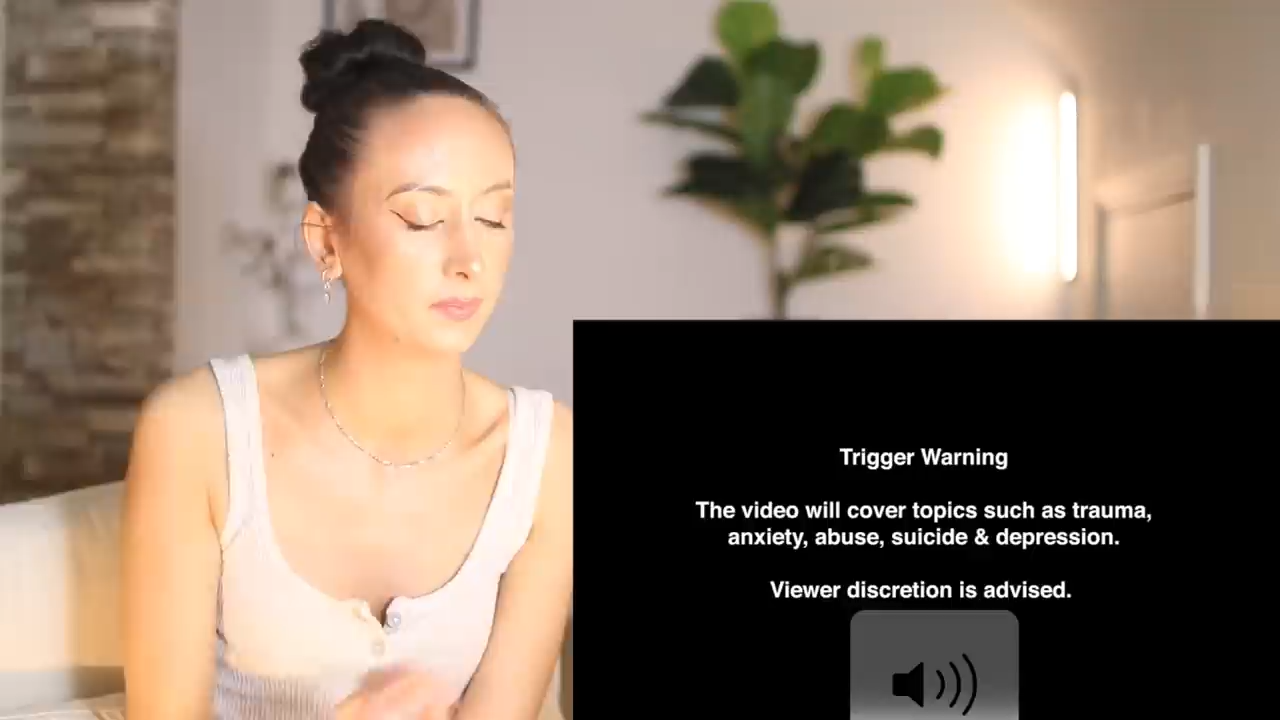 Trigger Warning
The video will cover topics such as trauma,
anxiety, abuse, suicide & depression.
Viewer discretion is advised.